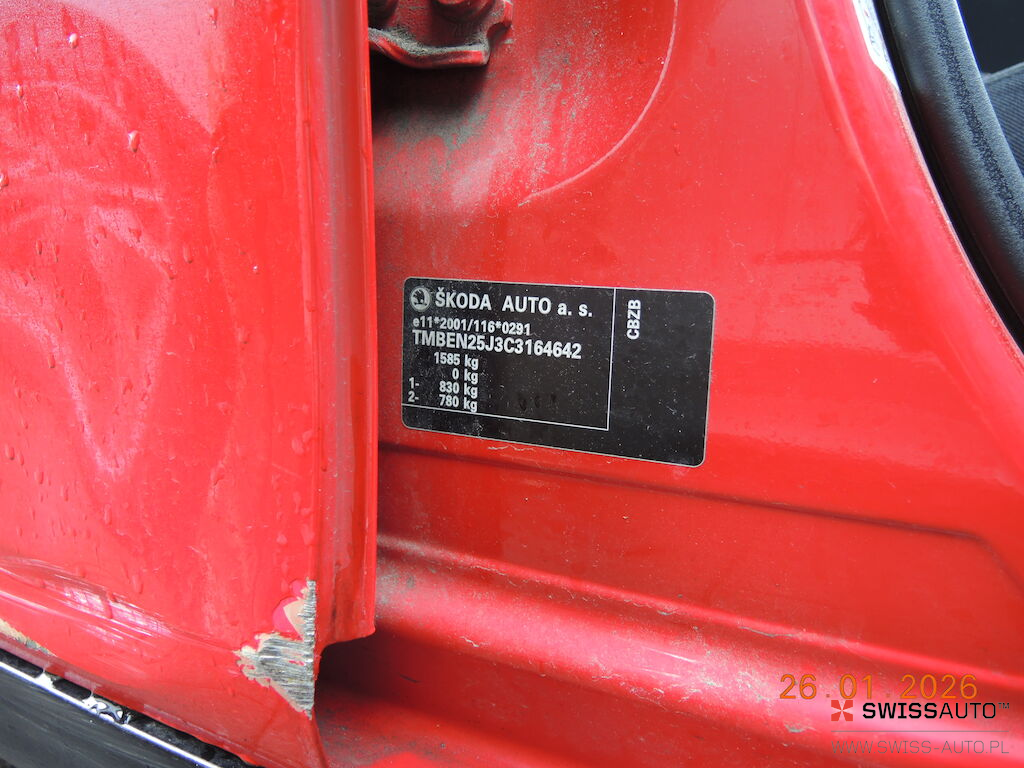 ŠKODA AUTO a. s.
e11*2001/116*0291
TMBEN25J3C3164642
1585 kg
0 kg
1- 830 kg
2- 780 kg
CBZB
26.01.2026
SWISSAUTO™
WWW.SWISS-AUTO.PL